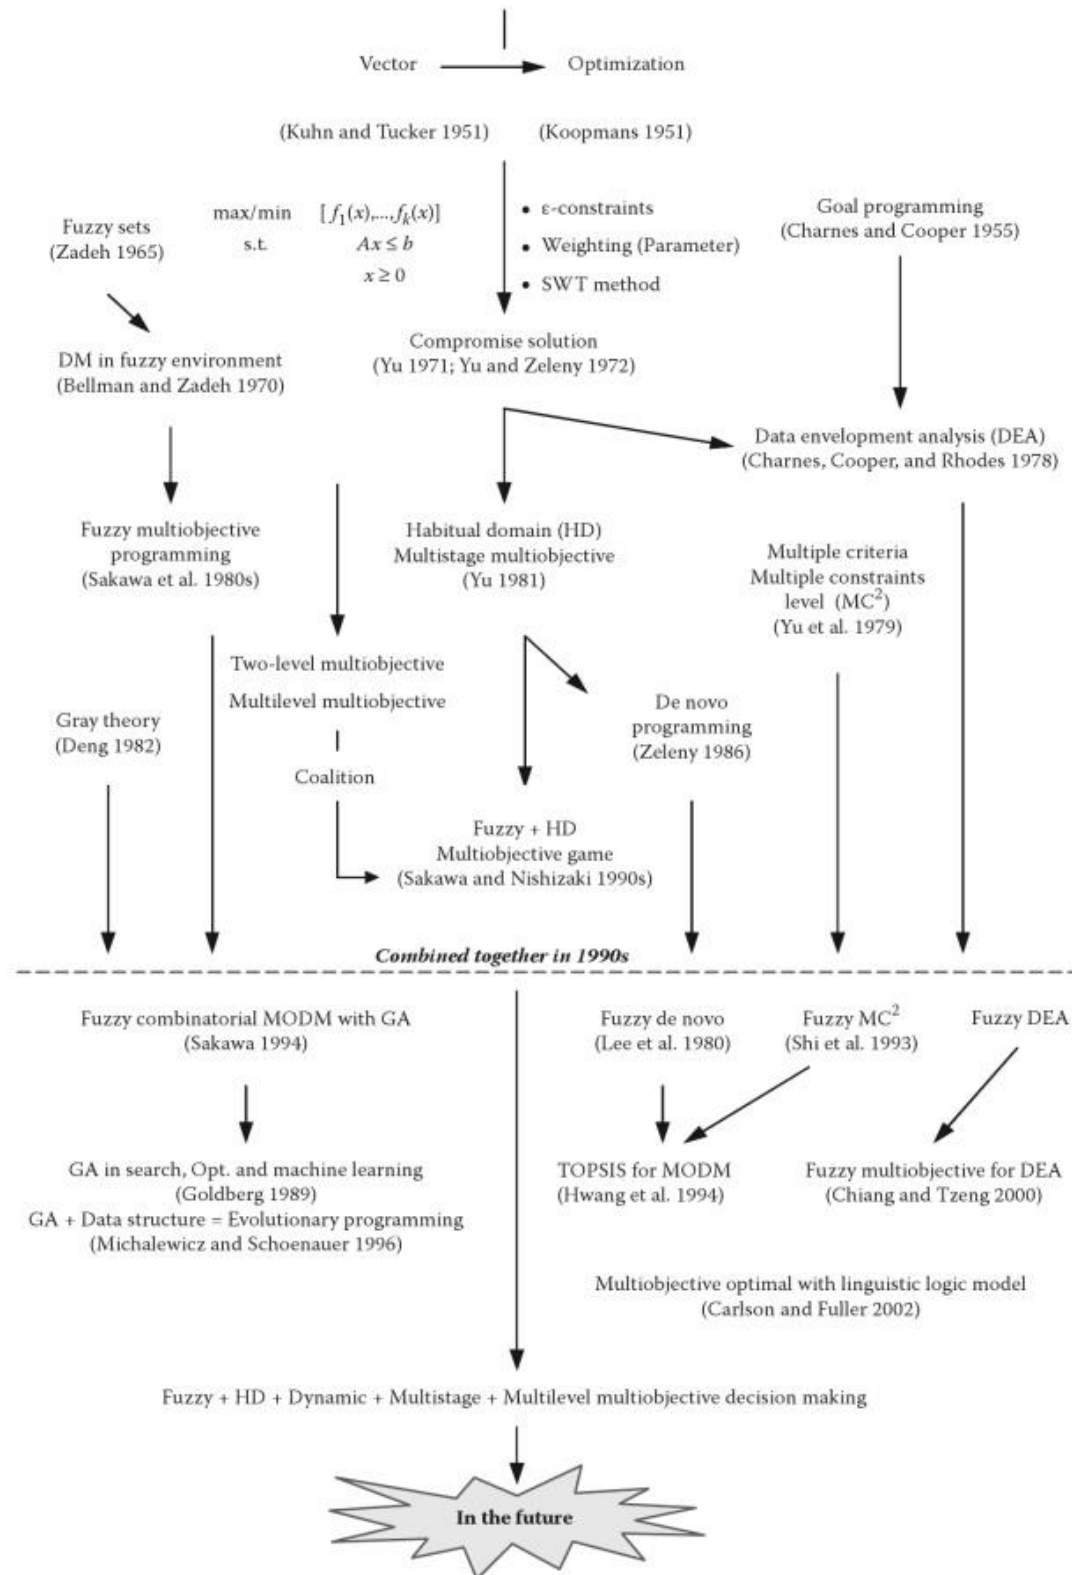 Vector
Optimization
(Kuhn and Tucker 1951)
(Koopmans 1951)
Fuzzy sets
(Zadeh 1965)
max/min [f₁(x),...,fₖ(x)]
s.t. Ax ≤ b
x ≥ 0
• ε-constraints
• Weighting (Parameter)
• SWT method
Goal programming
(Charnes and Cooper 1955)
DM in fuzzy environment
(Bellman and Zadeh 1970)
Compromise solution
(Yu 1971; Yu and Zeleny 1972)
Data envelopment analysis (DEA)
(Charnes, Cooper, and Rhodes 1978)
Fuzzy multiobjective
programming
(Sakawa et al. 1980s)
Habitual domain (HD)
Multistage multiobjective
(Yu 1981)
Multiple criteria
Multiple constraints
level (MC²)
(Yu et al. 1979)
Two-level multiobjective
Multilevel multiobjective
Gray theory
(Deng 1982)
De novo
programming
(Zeleny 1986)
Coalition
Fuzzy + HD
Multiobjective game
(Sakawa and Nishizaki 1990s)
Combined together in 1990s
Fuzzy combinatorial MODM with GA
(Sakawa 1994)
Fuzzy de novo
(Lee et al. 1980)
Fuzzy MC²
(Shi et al. 1993)
Fuzzy DEA
GA in search, Opt. and machine learning
(Goldberg 1989)
GA + Data structure = Evolutionary programming
(Michalewicz and Schoenauer 1996)
TOPSIS for MODM
(Hwang et al. 1994)
Fuzzy multiobjective for DEA
(Chiang and Tzeng 2000)
Multiobjective optimal with linguistic logic model
(Carlson and Fuller 2002)
Fuzzy + HD + Dynamic + Multistage + Multilevel multiobjective decision making
In the future